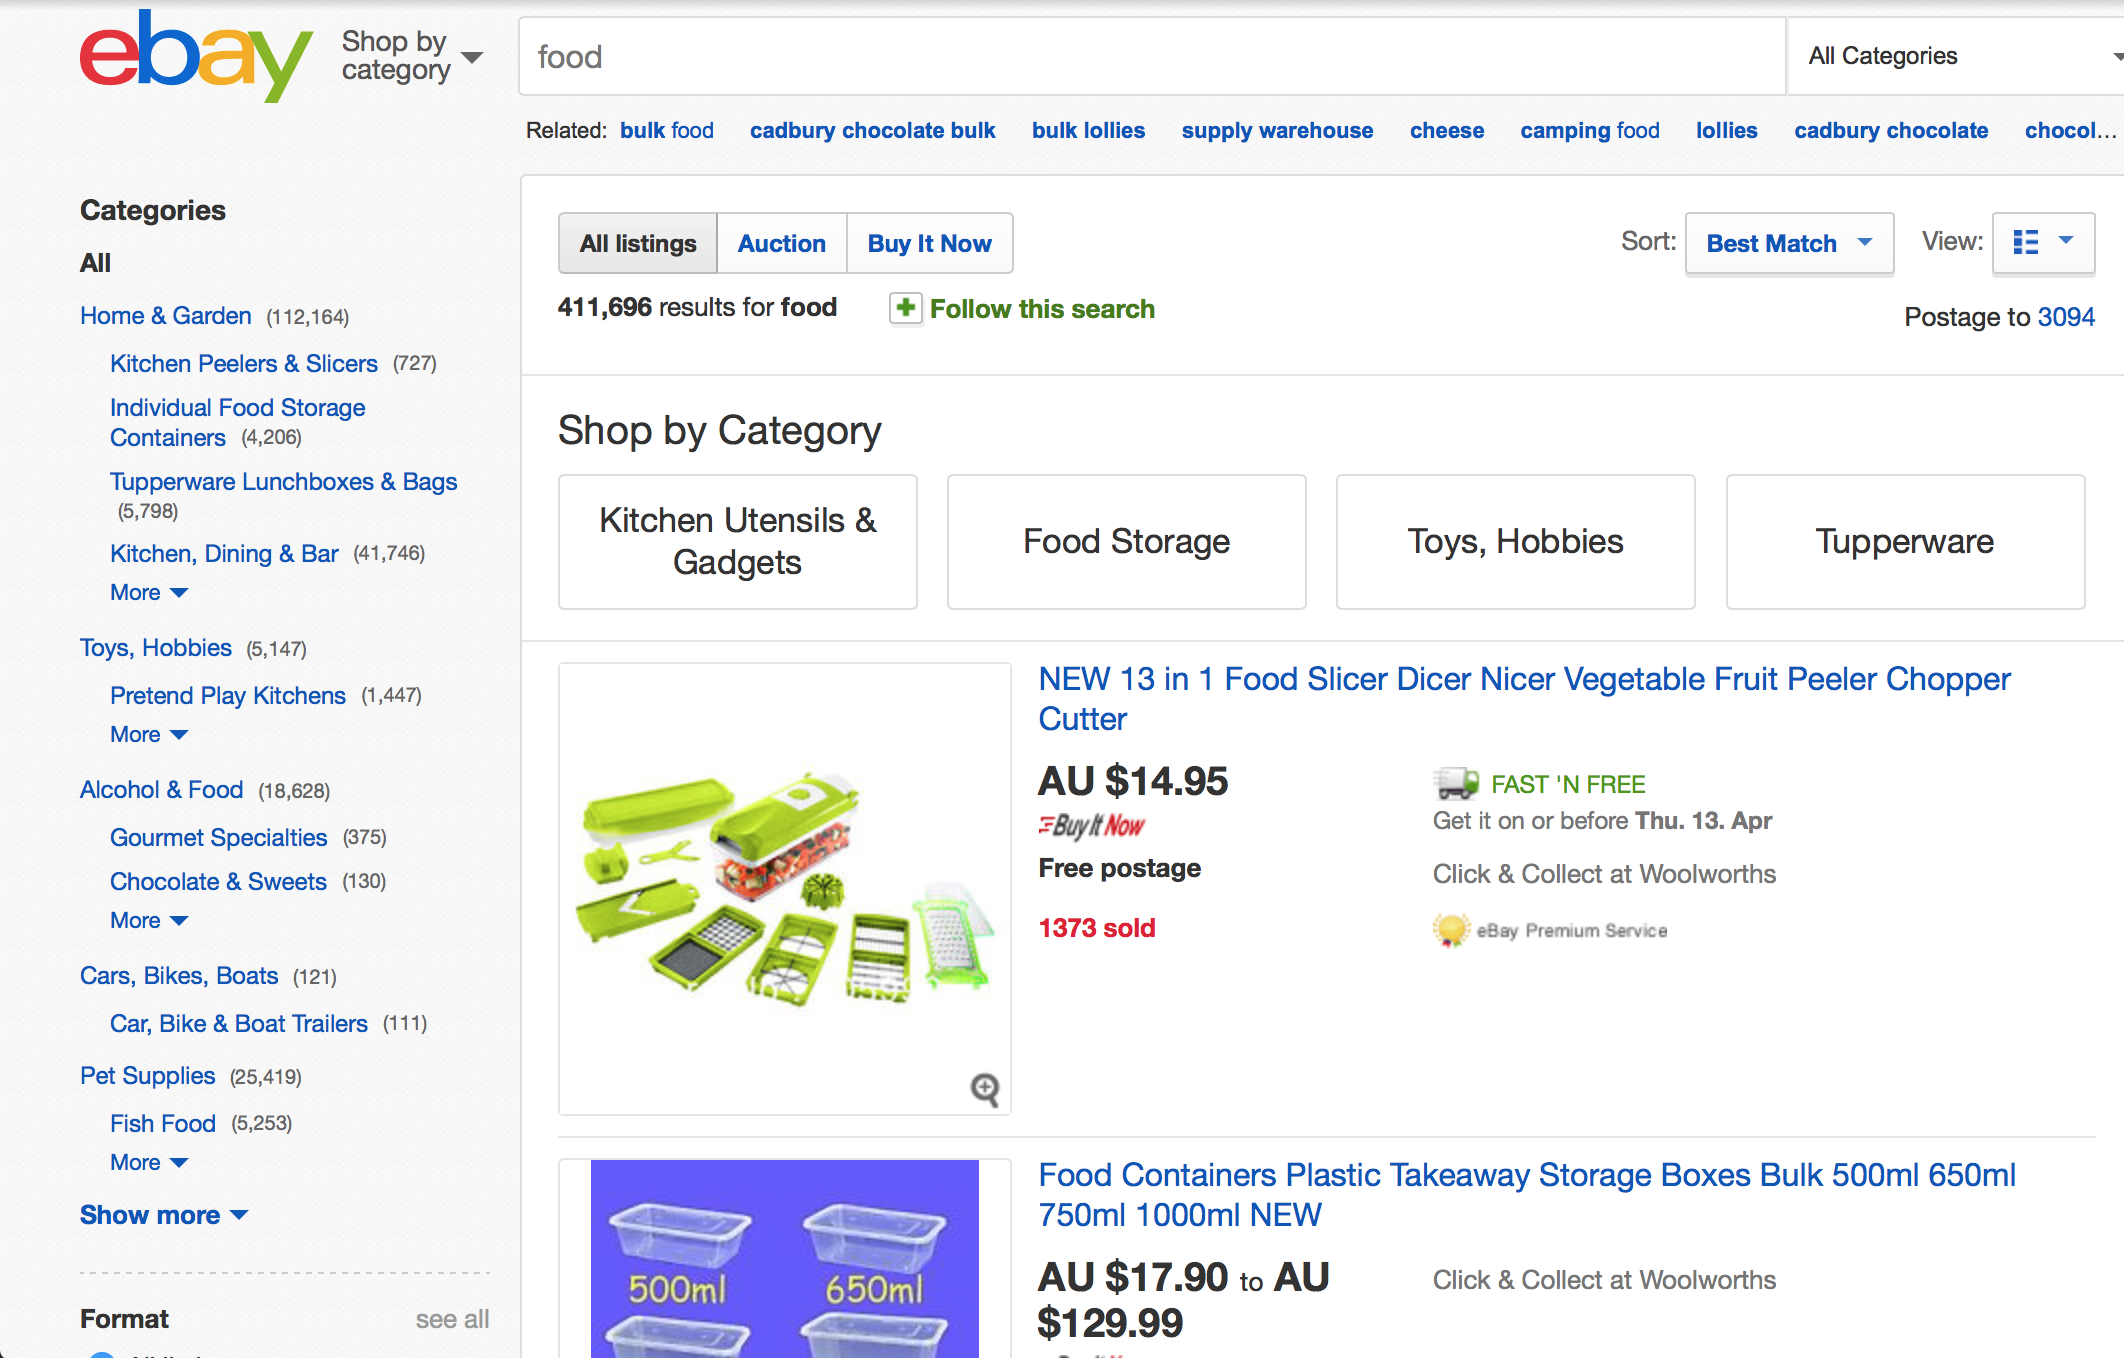 ebay
Shop by
category
food
All Categories
Related: bulk food cadbury chocolate bulk bulk lollies supply warehouse cheese camping food lollies cadbury chocolate chocol...
Categories
All
Home & Garden (112,164)
Kitchen Peelers & Slicers (727)
Individual Food Storage
Containers (4,206)
Tupperware Lunchboxes & Bags
(5,798)
Kitchen, Dining & Bar (41,746)
More
Toys, Hobbies (5,147)
Pretend Play Kitchens (1,447)
More
Alcohol & Food (18,628)
Gourmet Specialties (375)
Chocolate & Sweets (130)
More
Cars, Bikes, Boats (121)
Car, Bike & Boat Trailers (111)
Pet Supplies (25,419)
Fish Food (5,253)
More
Show more
Format see all
All listings Auction Buy It Now
Sort: Best Match View:
411,696 results for food
Follow this search
Postage to 3094
Shop by Category
Kitchen Utensils &
Gadgets
Food Storage
Toys, Hobbies
Tupperware
NEW 13 in 1 Food Slicer Dicer Nicer Vegetable Fruit Peeler Chopper
Cutter
AU $14.95
Buy It Now
Free postage
1373 sold
FAST 'N FREE
Get it on or before Thu. 13. Apr
Click & Collect at Woolworths
eBay Premium Service
500ml 650ml
Food Containers Plastic Takeaway Storage Boxes Bulk 500ml 650ml
750ml 1000ml NEW
AU $17.90 to AU
$129.99
Click & Collect at Woolworths